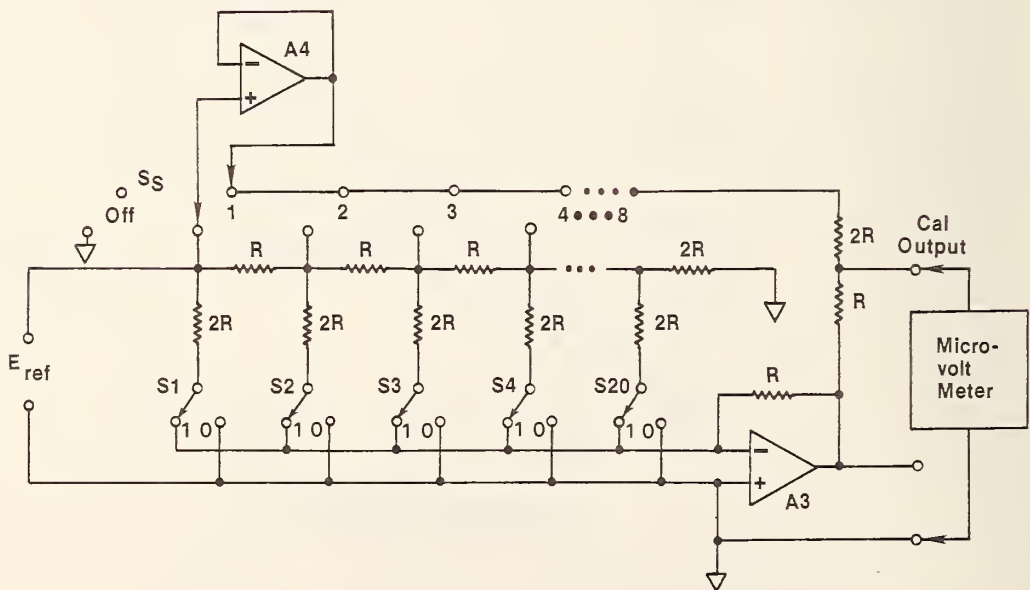 A4
−
+
S_S
Off
1 2 3 4 •••• 8
2R
Cal
Output
R R R ••• 2R
R
2R 2R 2R 2R 2R
E_ref
Micro-
volt
Meter
S1 S2 S3 S4 S20
R
1 0 1 0 1 0 1 0 1 0
−
+
A3